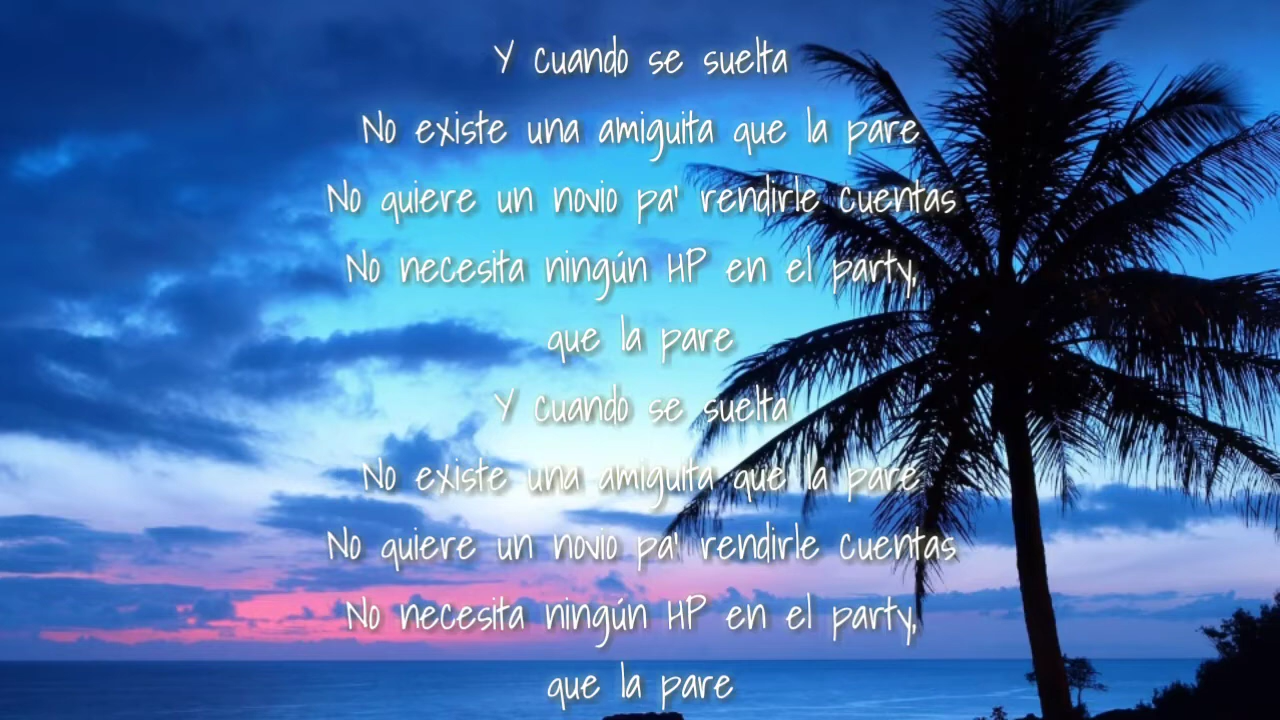 Y cuando se suelta
No existe una amiguita que la pare
No quiere un novio pa' rendirle cuentas
No necesita ningún HP en el party,
que la pare
Y cuando se suelta
No existe una amiguita que la pare
No quiere un novio pa' rendirle cuentas
No necesita ningún HP en el party,
que la pare